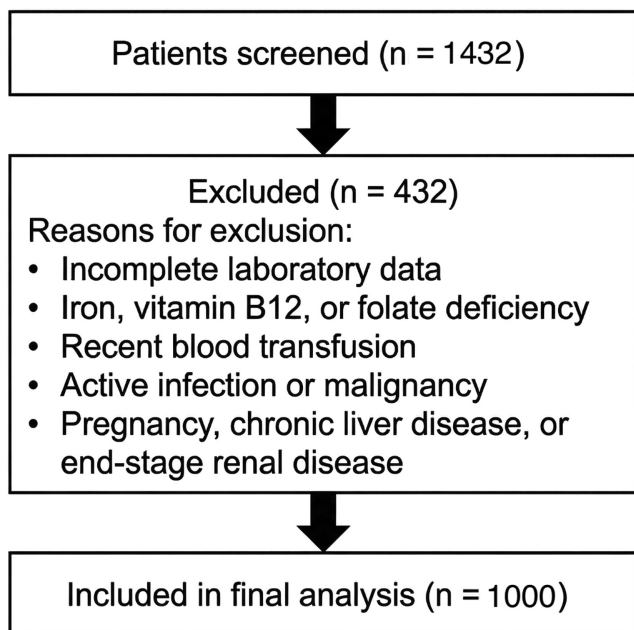 Patients screened (n = 1432)
Excluded (n = 432)
Reasons for exclusion:
• Incomplete laboratory data
• Iron, vitamin B12, or folate deficiency
• Recent blood transfusion
• Active infection or malignancy
• Pregnancy, chronic liver disease, or
end-stage renal disease
Included in final analysis (n = 1000)